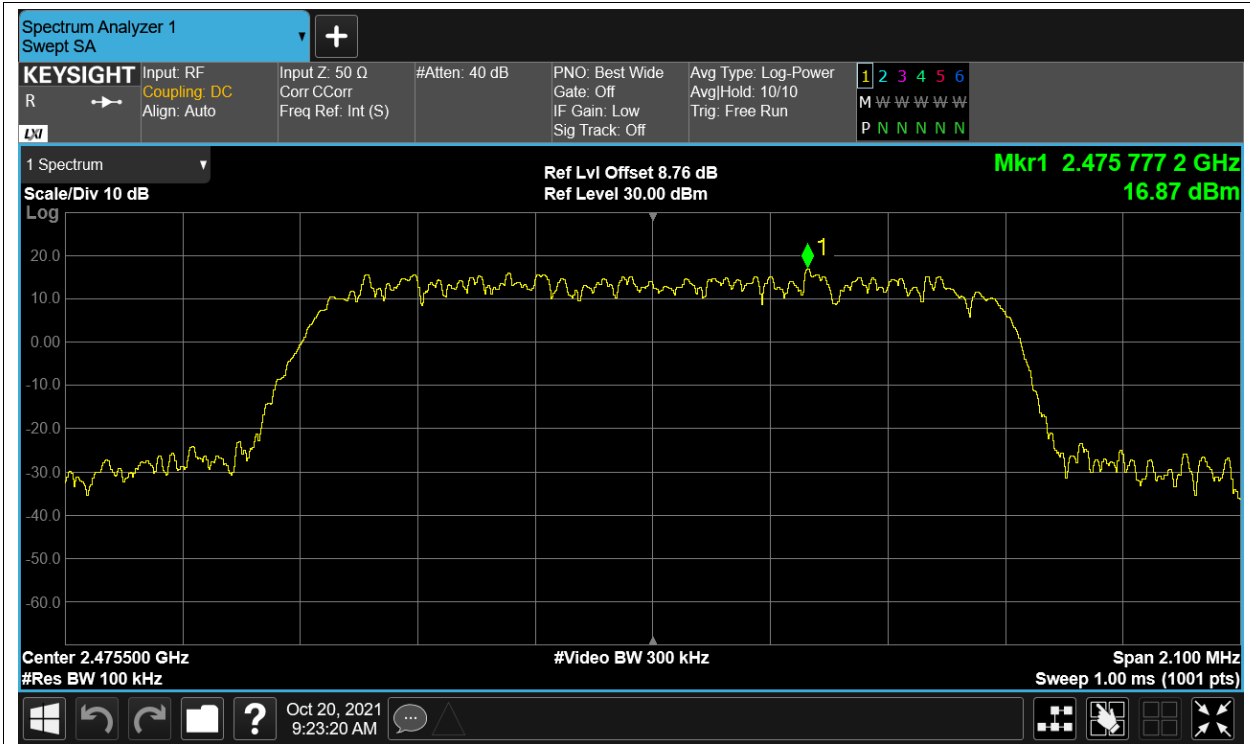 Spectrum Analyzer 1
Swept SA
KEYSIGHT
R
LXI
Input: RF
Coupling: DC
Align: Auto
Input Z: 50 Ω
Corr CCorr
Freq Ref: Int (S)
#Atten: 40 dB
PNO: Best Wide
Gate: Off
IF Gain: Low
Sig Track: Off
Avg Type: Log-Power
Avg|Hold: 10/10
Trig: Free Run
1 2 3 4 5 6
M W W W W W
P N N N N N
1 Spectrum
Scale/Div 10 dB
Ref Lvl Offset 8.76 dB
Ref Level 30.00 dBm
Mkr1 2.475 777 2 GHz
16.87 dBm
Log
1
20.0
10.0
0.00
-10.0
-20.0
-30.0
-40.0
-50.0
-60.0
Center 2.475500 GHz
#Video BW 300 kHz
Span 2.100 MHz
#Res BW 100 kHz
Sweep 1.00 ms (1001 pts)
?
Oct 20, 2021
9:23:20 AM